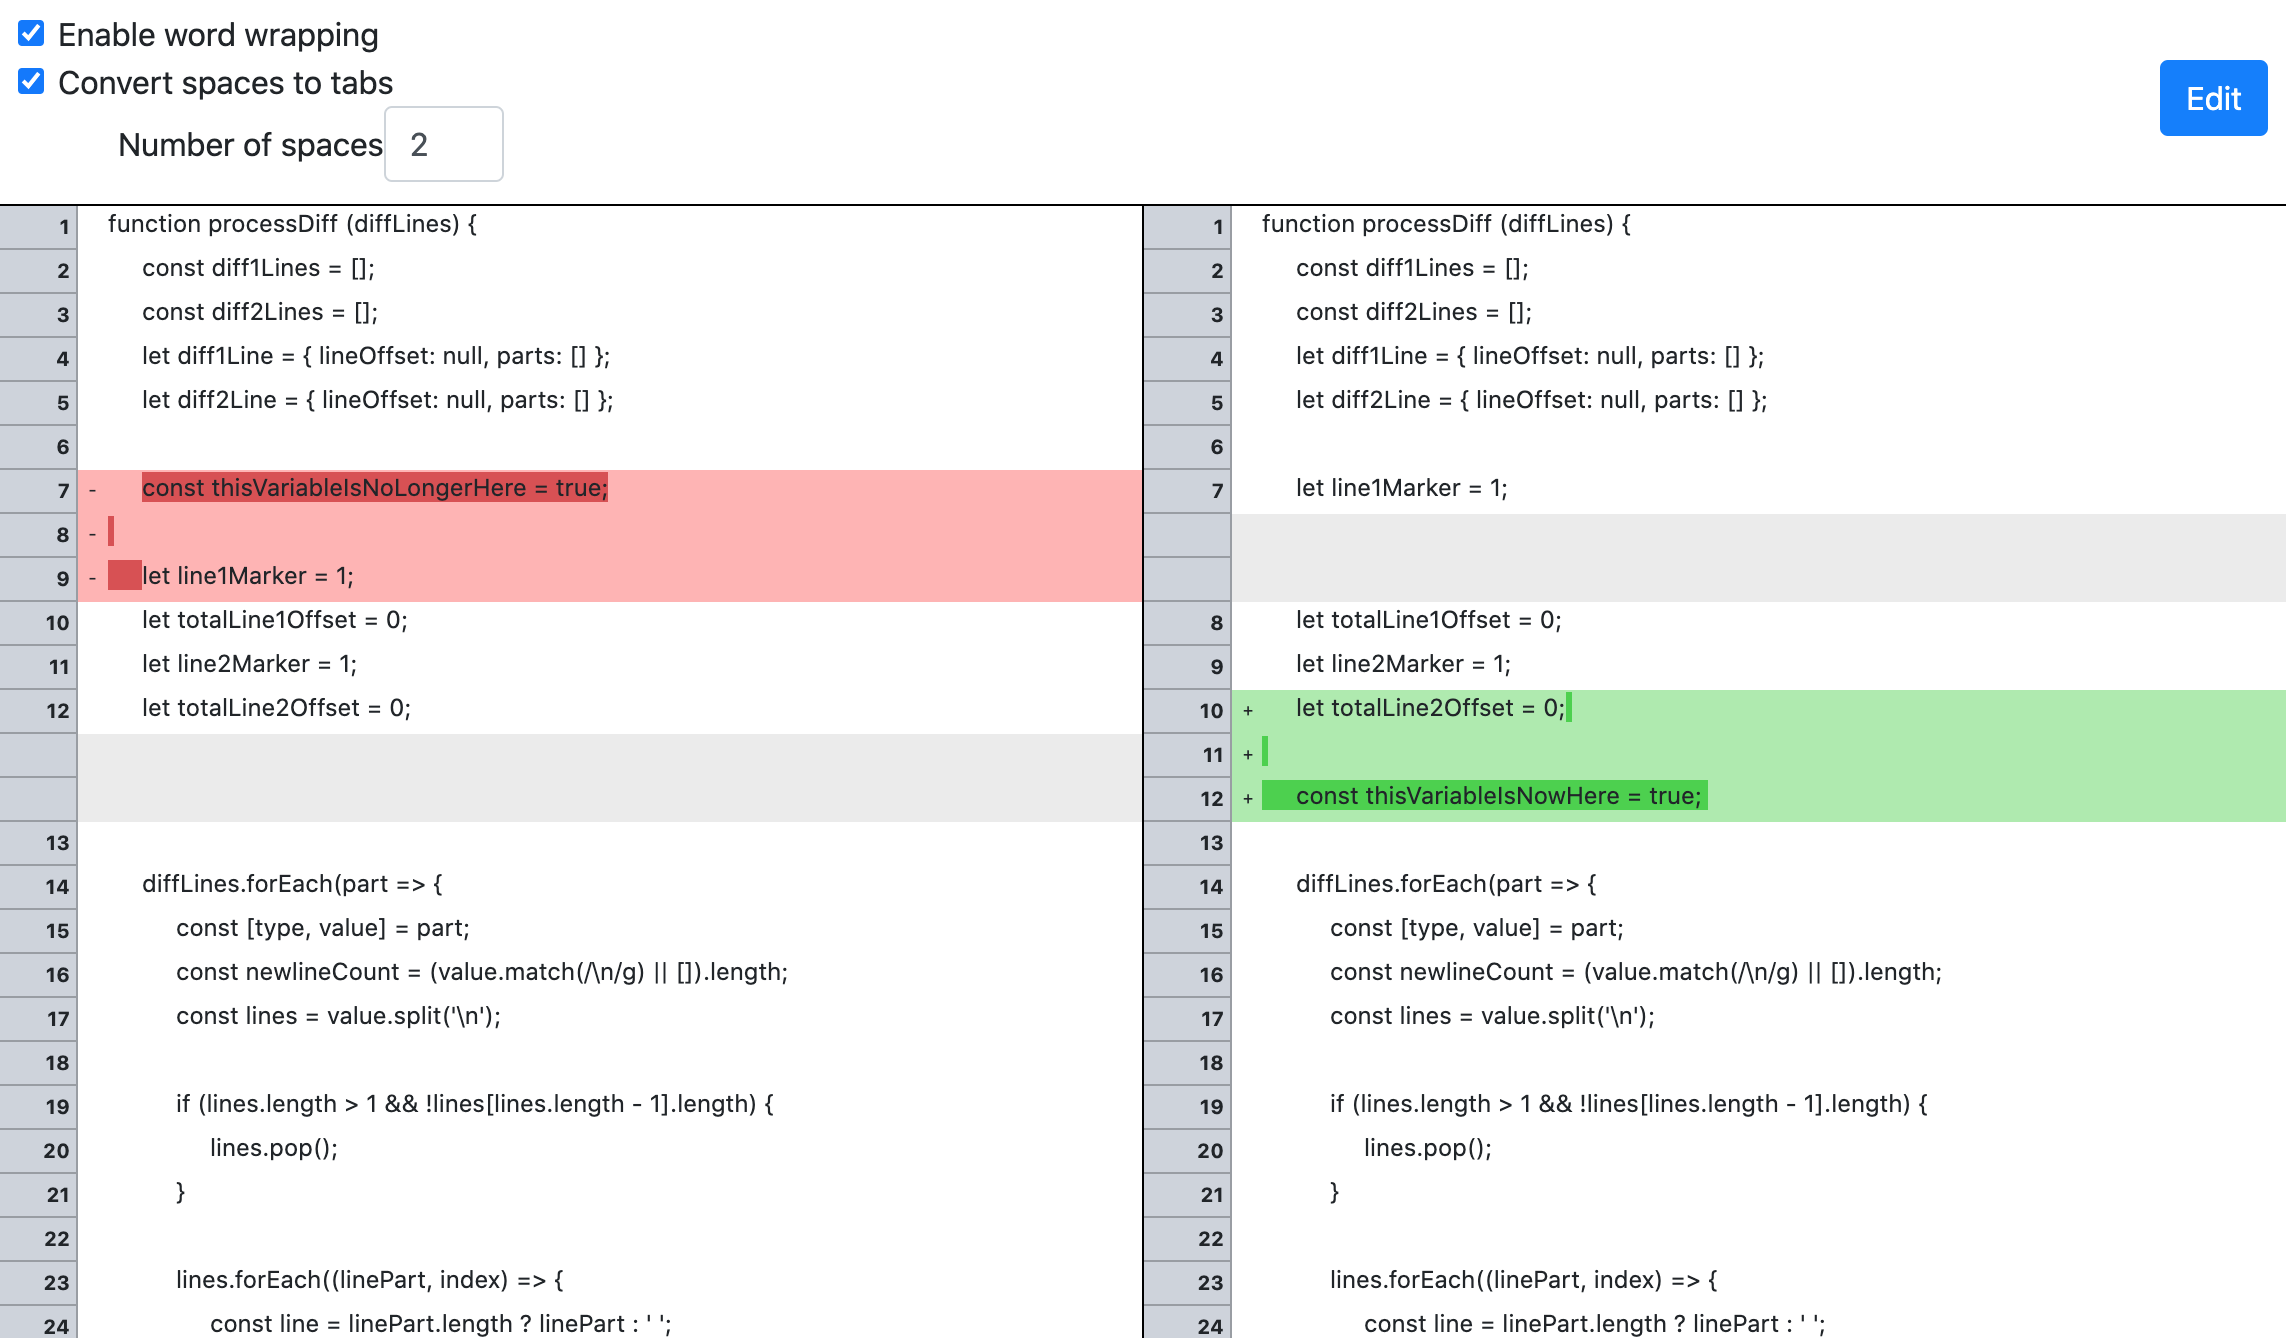 Enable word wrapping
Convert spaces to tabs
Number of spaces 2
Edit
1 function processDiff (diffLines) {
2 const diff1Lines = [];
3 const diff2Lines = [];
4 let diff1Line = { lineOffset: null, parts: [] };
5 let diff2Line = { lineOffset: null, parts: [] };
6
7 - const thisVariableIsNoLongerHere = true;
8 -
9 - let line1Marker = 1;
10 let totalLine1Offset = 0;
11 let line2Marker = 1;
12 let totalLine2Offset = 0;
13
14 diffLines.forEach(part => {
15 const [type, value] = part;
16 const newlineCount = (value.match(/\n/g) || []).length;
17 const lines = value.split('\n');
18
19 if (lines.length > 1 && !lines[lines.length - 1].length) {
20 lines.pop();
21 }
22
23 lines.forEach((linePart, index) => {
24 const line = linePart.length ? linePart : ' ';
1 function processDiff (diffLines) {
2 const diff1Lines = [];
3 const diff2Lines = [];
4 let diff1Line = { lineOffset: null, parts: [] };
5 let diff2Line = { lineOffset: null, parts: [] };
6
7 let line1Marker = 1;
8 let totalLine1Offset = 0;
9 let line2Marker = 1;
10 + let totalLine2Offset = 0;
11 +
12 + const thisVariableIsNowHere = true;
13
14 diffLines.forEach(part => {
15 const [type, value] = part;
16 const newlineCount = (value.match(/\n/g) || []).length;
17 const lines = value.split('\n');
18
19 if (lines.length > 1 && !lines[lines.length - 1].length) {
20 lines.pop();
21 }
22
23 lines.forEach((linePart, index) => {
24 const line = linePart.length ? linePart : ' ';